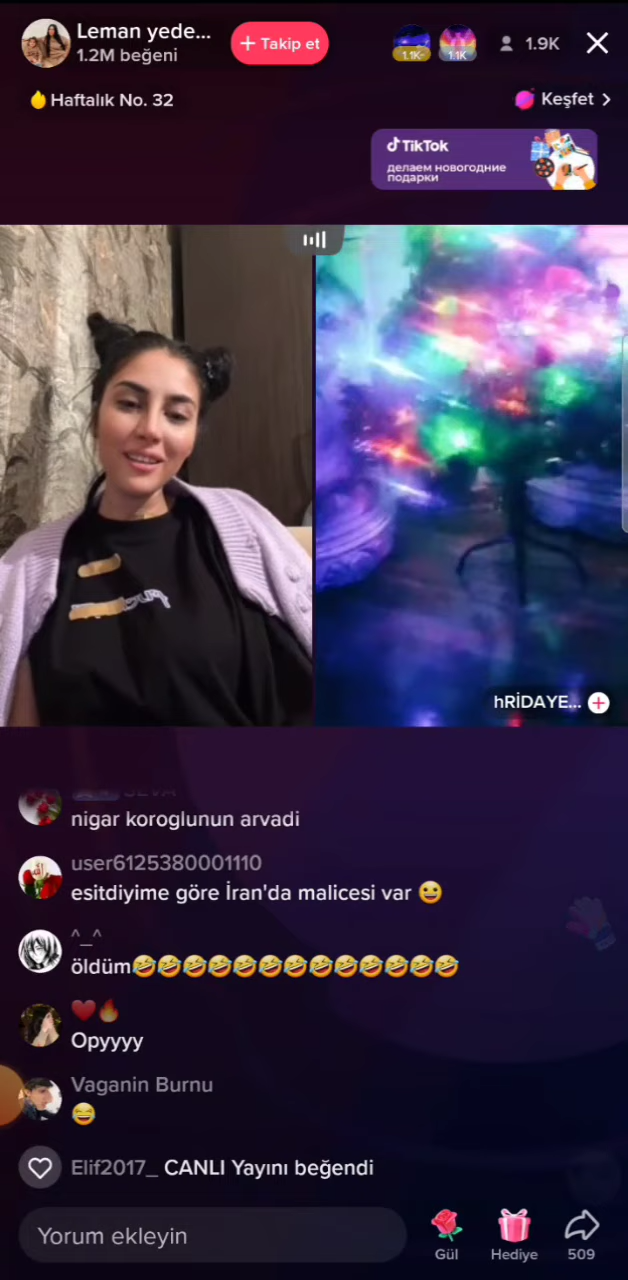 Leman yede...
1.2M beğeni
+ Takip et
1.1K
1.1K
1.9K
Haftalık No. 32
Keşfet >
TikTok
делаем новогодние
подарки
hRİDAYE...
nigar koroglunun arvadi
user6125380001110
esitdiyime göre İran'da malicesi var 😀
^_^
öldüm🤣🤣🤣🤣🤣🤣🤣🤣🤣🤣🤣🤣🤣
❤️🔥
Opyyyy
Vaganin Burnu
😂
Elif2017_ CANLI Yayını beğendi
Yorum ekleyin
Gül
Hediye
509